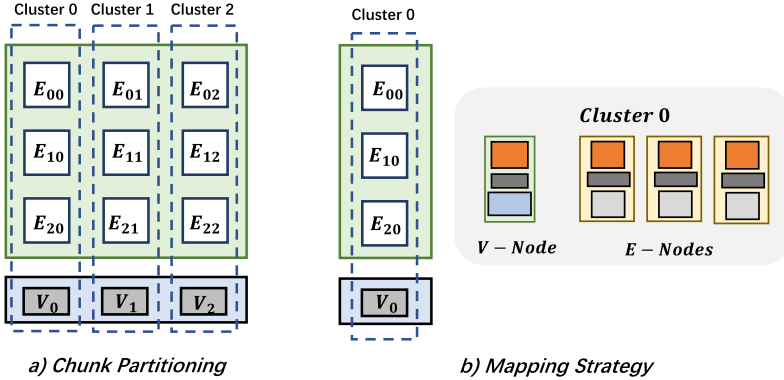 Cluster 0 Cluster 1 Cluster 2
E00 E01 E02
E10 E11 E12
E20 E21 E22
V0 V1 V2
a) Chunk Partitioning
Cluster 0
E00
E10
E20
V0
Cluster 0
V − Node E − Nodes
b) Mapping Strategy